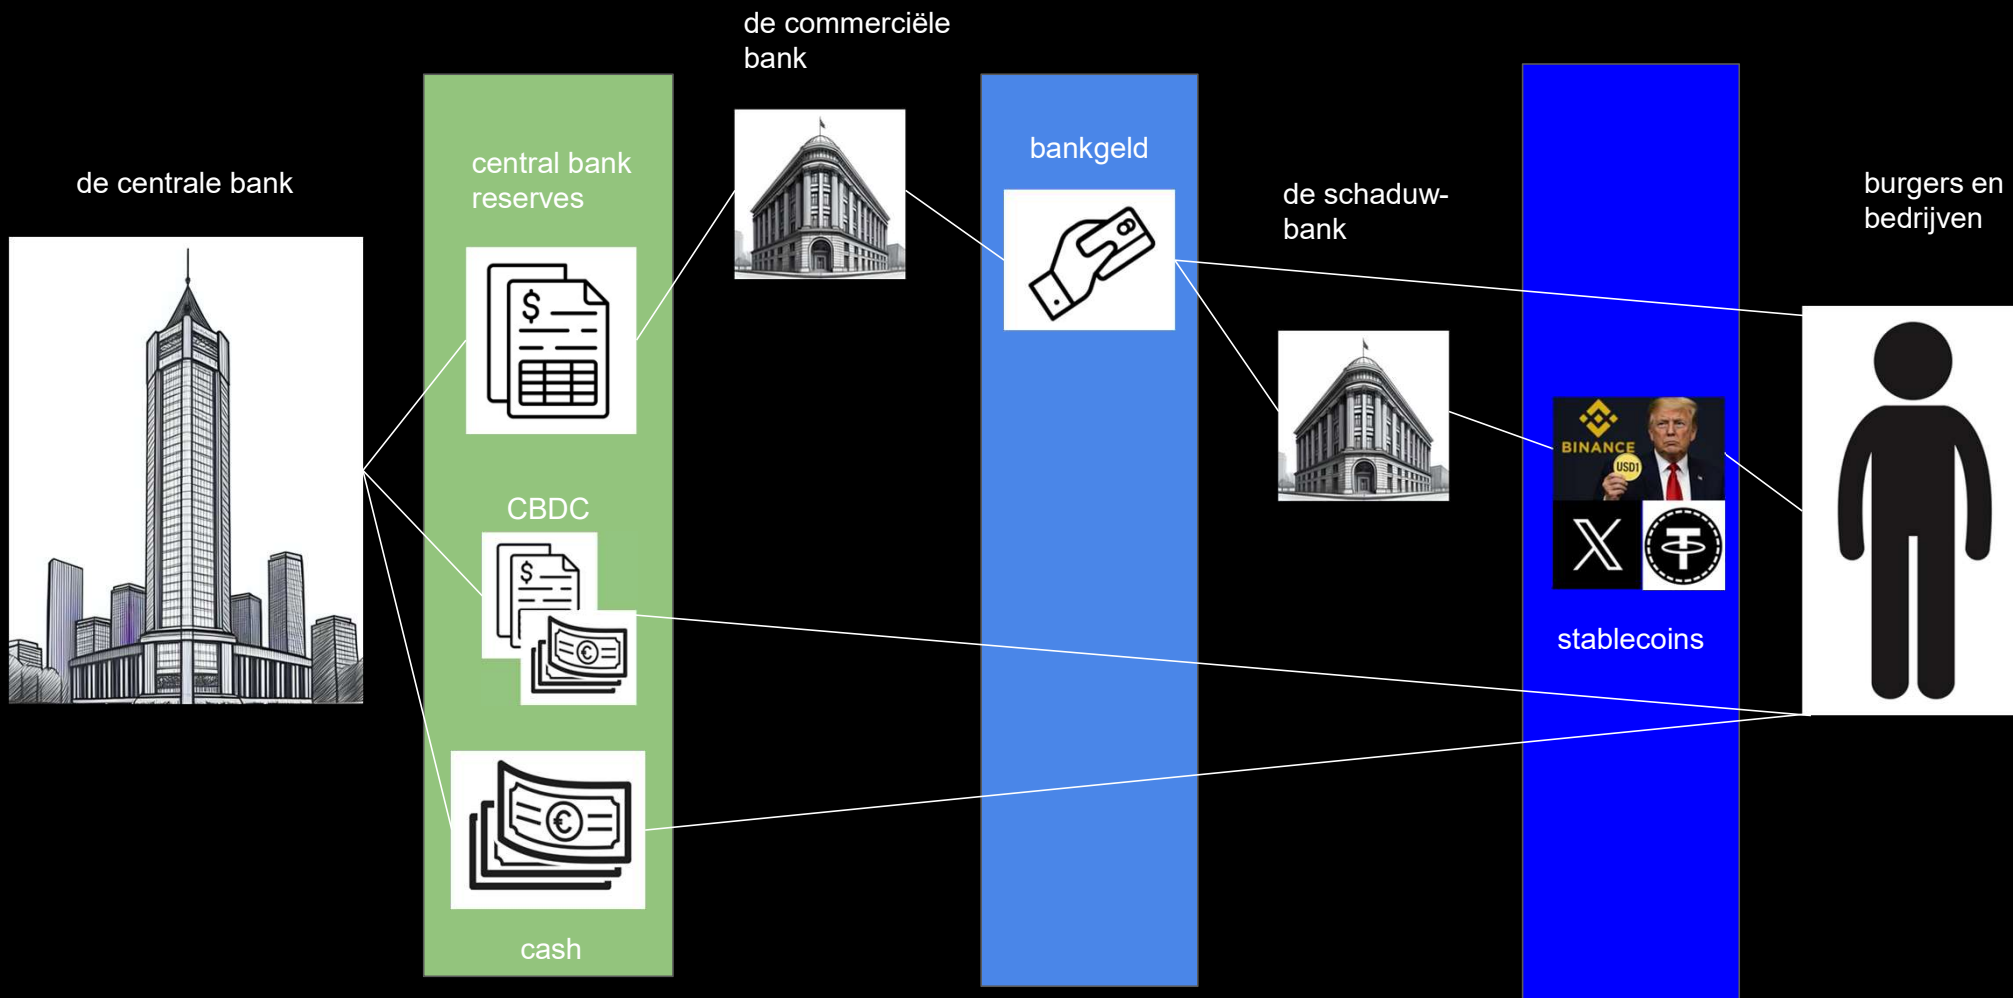 de commerciële
bank
de centrale bank
central bank
reserves
bankgeld
de schaduw-
bank
burgers en
bedrijven
$
BINANCE
USD1
CBDC
$
€
stablecoins
€
cash